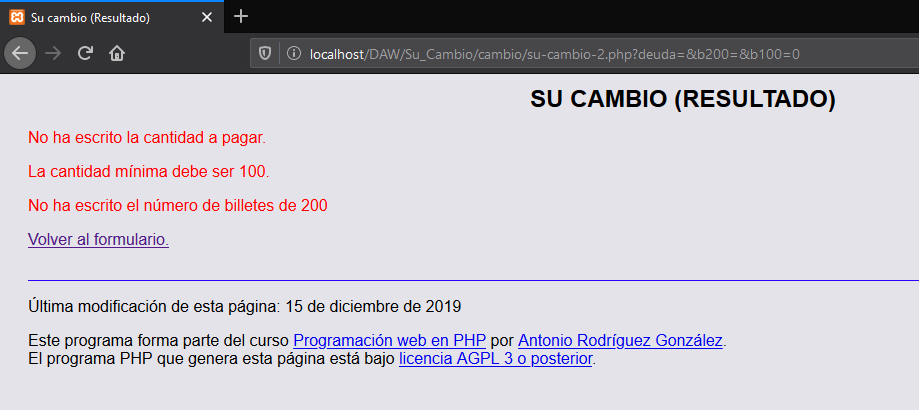 Su cambio (Resultado)
localhost/DAW/Su_Cambio/cambio/su-cambio-2.php?deuda=&b200=&b100=0
SU CAMBIO (RESULTADO)
No ha escrito la cantidad a pagar.
La cantidad mínima debe ser 100.
No ha escrito el número de billetes de 200
Volver al formulario.
Última modificación de esta página: 15 de diciembre de 2019
Este programa forma parte del curso Programación web en PHP por Antonio Rodríguez González.
El programa PHP que genera esta página está bajo licencia AGPL 3 o posterior.